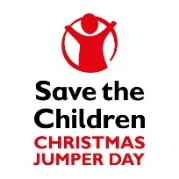 Save the
Children
CHRISTMAS
JUMPER DAY